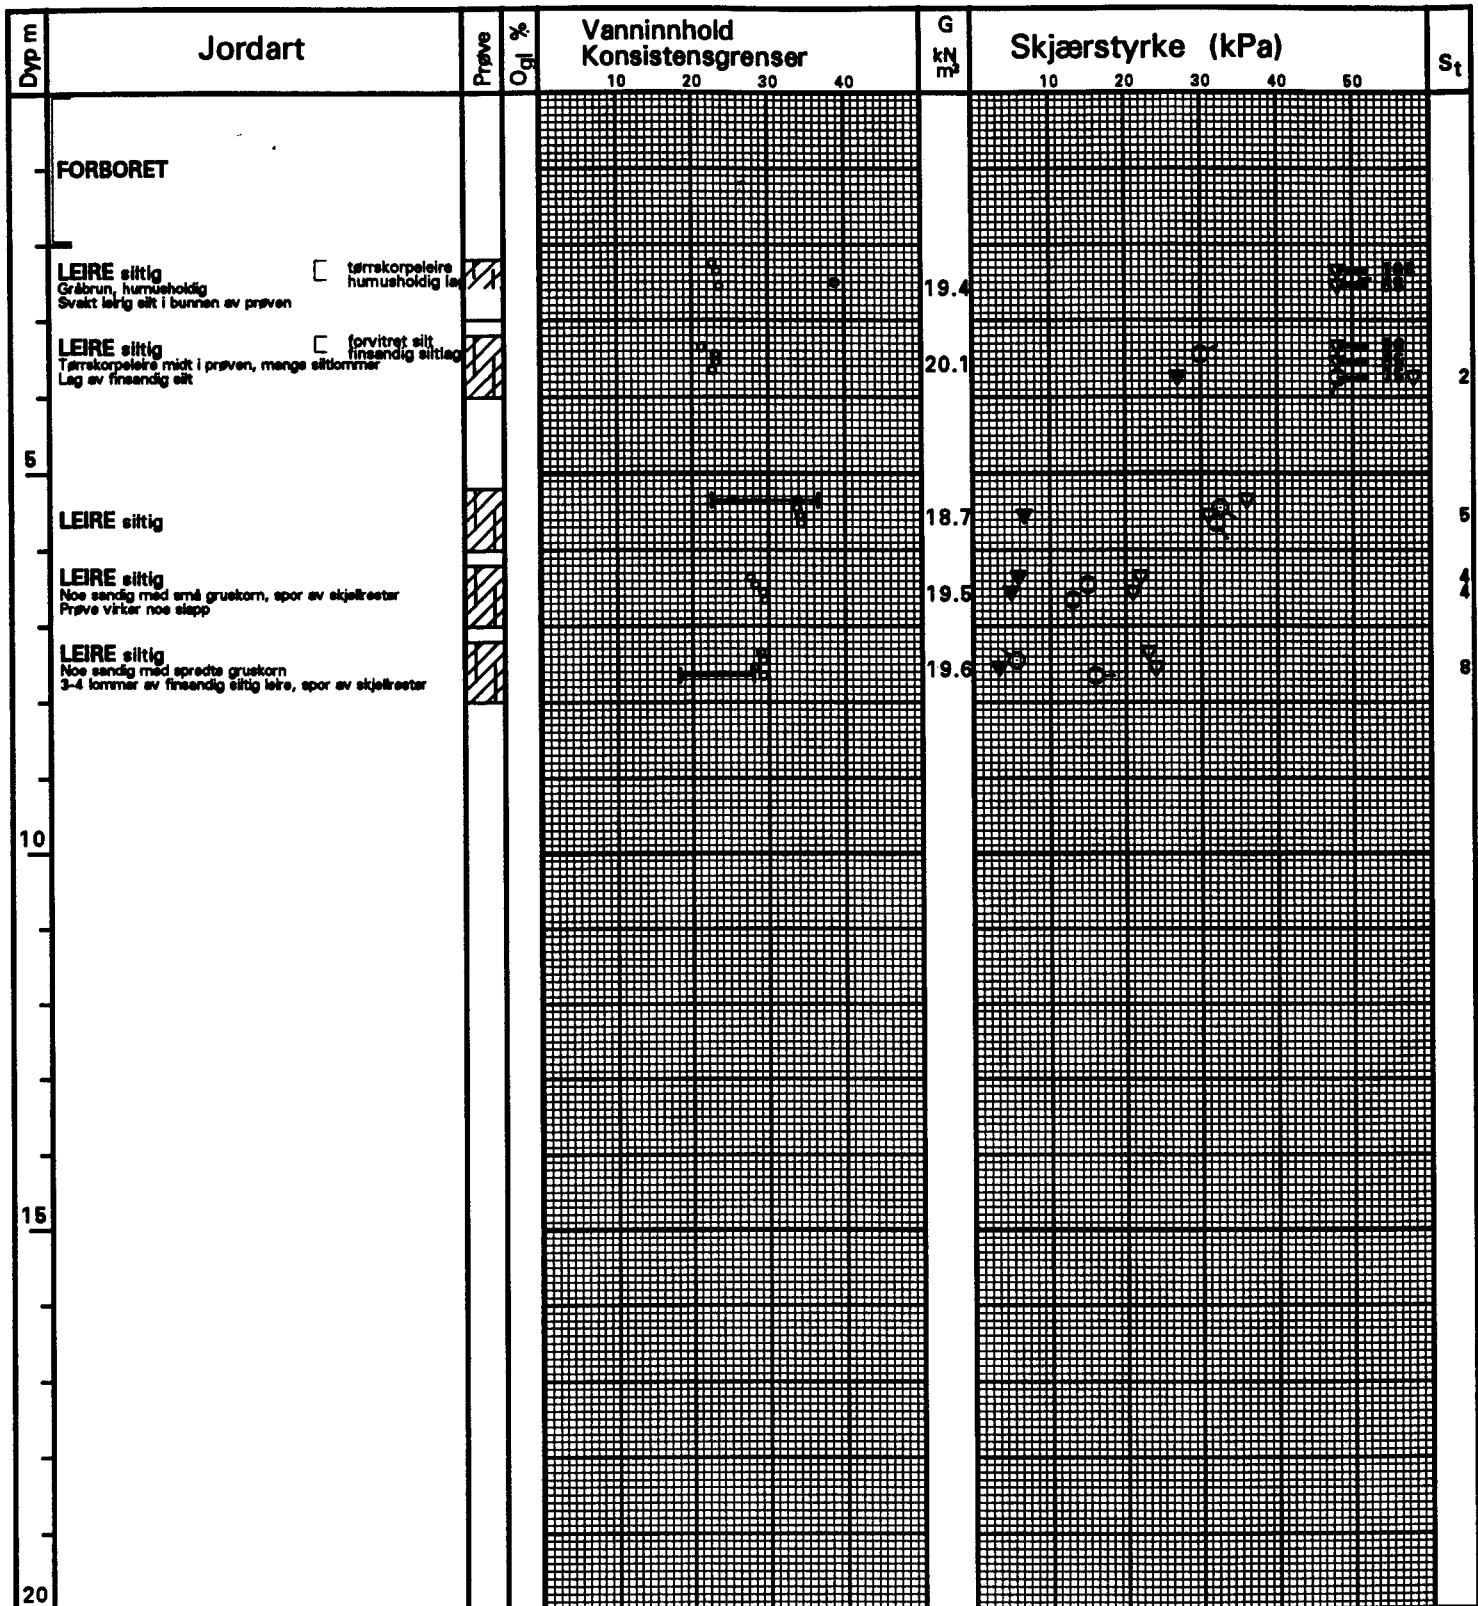 Dyp m
Jordart
Prøve
Ogl %
Vanninnhold
Konsistensgrenser
10 20 30 40
G
kN
m³
Skjærstyrke (kPa)
10 20 30 40 50
St
FORBORET
LEIRE siltig
Gråbrun, humusholdig
Svakt leirig silt i bunnen av prøven
tørrskorpeleire
humusholdig lag
19.4
LEIRE siltig
Tørrskorpeleire midt i prøven, mange siltlommer
Lag av finsandig silt
forvitret silt
finsandig siltlag
20.1
2
5
LEIRE siltig
18.7
5
LEIRE siltig
Noe sandig med små gruskorn, spor av skjellrester
Prøve virker noe slapp
19.5
4
4
LEIRE siltig
Noe sandig med spredte gruskorn
3-4 lommer av finsandig siltig leire, spor av skjellrester
19.6
8
10
15
20